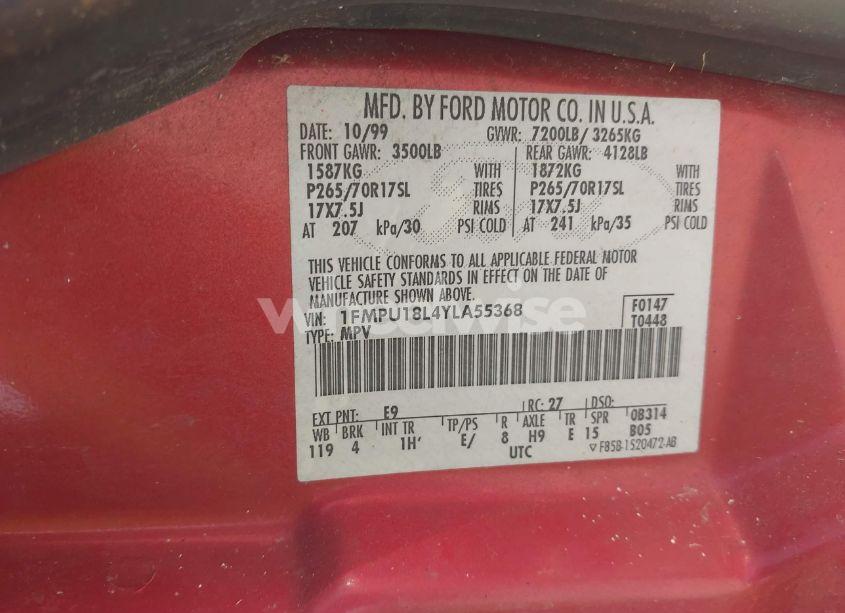 MFD. BY FORD MOTOR CO. IN U.S.A.
DATE: 10/99 GVWR: 7200LB/ 3265KG
FRONT GAWR: 3500LB REAR GAWR: 4128LB
1587KG WITH 1872KG WITH
P265/70R17SL TIRES P265/70R17SL TIRES
17X7.5J RIMS 17X7.5J RIMS
AT 207 kPa/30 PSI COLD AT 241 kPa/35 PSI COLD
THIS VEHICLE CONFORMS TO ALL APPLICABLE FEDERAL MOTOR
VEHICLE SAFETY STANDARDS IN EFFECT ON THE DATE OF
MANUFACTURE SHOWN ABOVE.
VIN: 1FMPU18L4YLA55368 F0147
TYPE: MPV T0448
EXT PNT: E9 RC: 27 DSO:
WB BRK INT TR TP/PS R AXLE TR SPR 0B314
119 4 1H' E/ 8 H9 E 15 B05
UTC F85B-1520472-AB